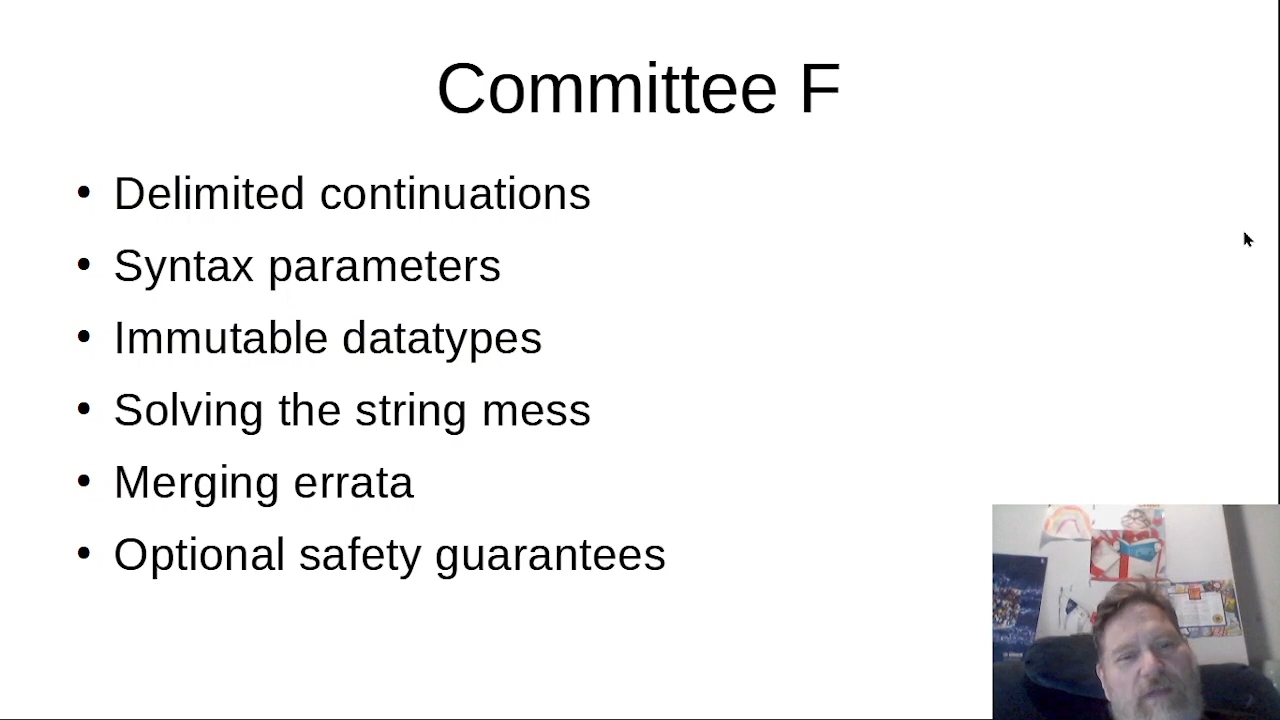 Committee F
• Delimited continuations
• Syntax parameters
• Immutable datatypes
• Solving the string mess
• Merging errata
• Optional safety guarantees